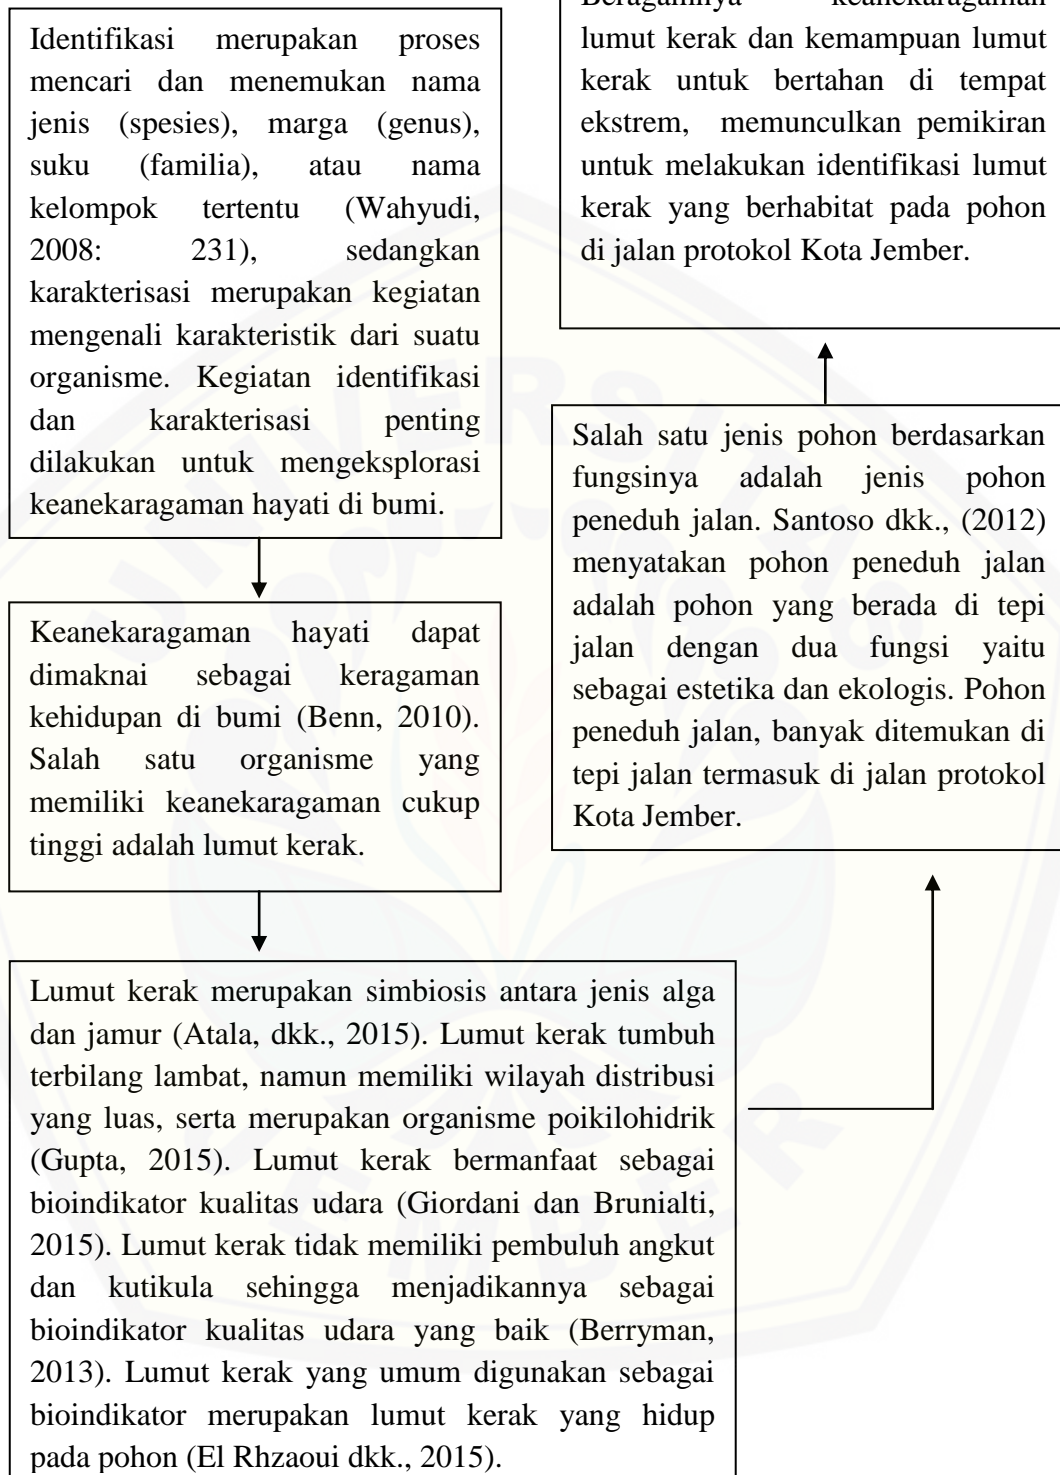 Identifikasi merupakan proses
mencari dan menemukan nama
jenis (spesies), marga (genus),
suku (familia), atau nama
kelompok tertentu (Wahyudi,
2008: 231), sedangkan
karakterisasi merupakan kegiatan
mengenali karakteristik dari suatu
organisme. Kegiatan identifikasi
dan karakterisasi penting
dilakukan untuk mengeksplorasi
keanekaragaman hayati di bumi.
Keanekaragaman hayati dapat
dimaknai sebagai keragaman
kehidupan di bumi (Benn, 2010).
Salah satu organisme yang
memiliki keanekaragaman cukup
tinggi adalah lumut kerak.
Lumut kerak merupakan simbiosis antara jenis alga
dan jamur (Atala, dkk., 2015). Lumut kerak tumbuh
terbilang lambat, namun memiliki wilayah distribusi
yang luas, serta merupakan organisme poikilohidrik
(Gupta, 2015). Lumut kerak bermanfaat sebagai
bioindikator kualitas udara (Giordani dan Brunialti,
2015). Lumut kerak tidak memiliki pembuluh angkut
dan kutikula sehingga menjadikannya sebagai
bioindikator kualitas udara yang baik (Berryman,
2013). Lumut kerak yang umum digunakan sebagai
bioindikator merupakan lumut kerak yang hidup
pada pohon (El Rhzaoui dkk., 2015).
Salah satu jenis pohon berdasarkan
fungsinya adalah jenis pohon
peneduh jalan. Santoso dkk., (2012)
menyatakan pohon peneduh jalan
adalah pohon yang berada di tepi
jalan dengan dua fungsi yaitu
sebagai estetika dan ekologis. Pohon
peneduh jalan, banyak ditemukan di
tepi jalan termasuk di jalan protokol
Kota Jember.
Beragamnya keanekaragaman
lumut kerak dan kemampuan lumut
kerak untuk bertahan di tempat
ekstrem, memunculkan pemikiran
untuk melakukan identifikasi lumut
kerak yang berhabitat pada pohon
di jalan protokol Kota Jember.
UNIVERSITAS
JEMBER